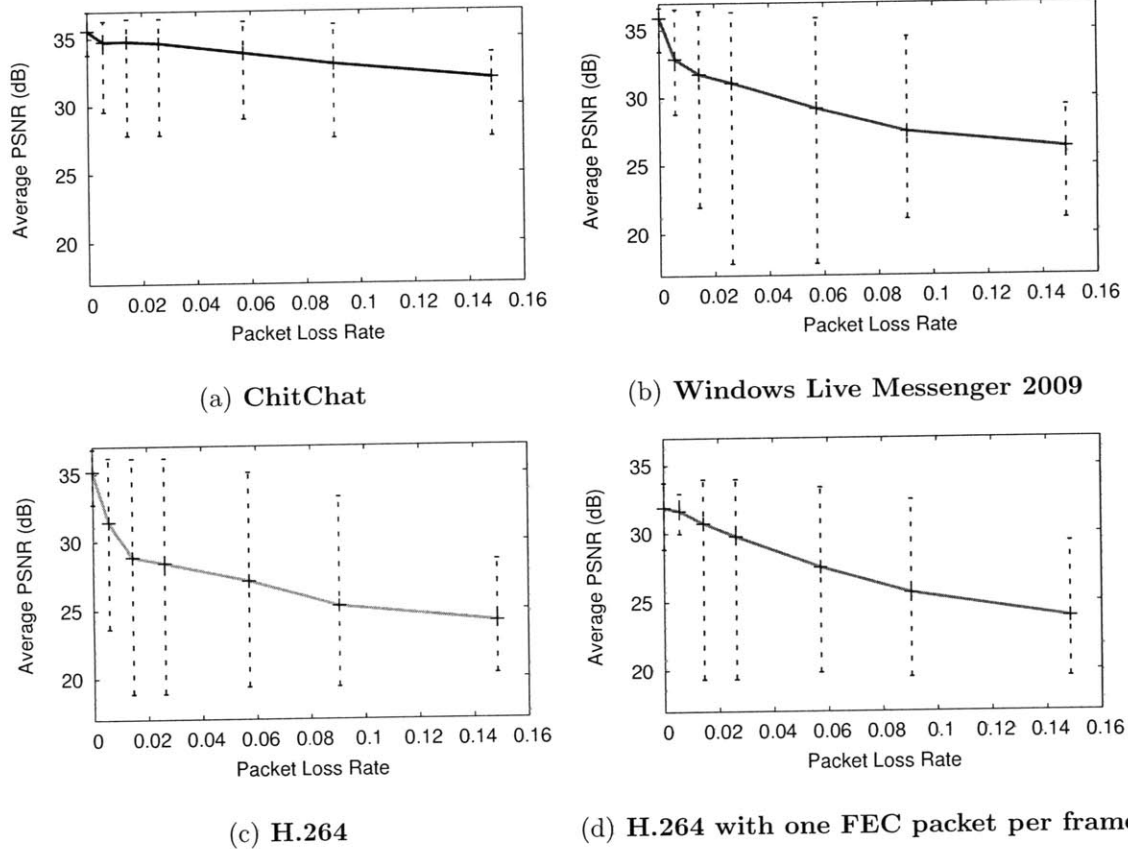 Average PSNR (dB)
35
30
25
20
0 0.02 0.04 0.06 0.08 0.1 0.12 0.14 0.16
Packet Loss Rate
(a) ChitChat
Average PSNR (dB)
35
30
25
20
0 0.02 0.04 0.06 0.08 0.1 0.12 0.14 0.16
Packet Loss Rate
(b) Windows Live Messenger 2009
Average PSNR (dB)
35
30
25
20
0 0.02 0.04 0.06 0.08 0.1 0.12 0.14 0.16
Packet Loss Rate
(c) H.264
Average PSNR (dB)
35
30
25
20
0 0.02 0.04 0.06 0.08 0.1 0.12 0.14 0.16
Packet Loss Rate
(d) H.264 with one FEC packet per frame